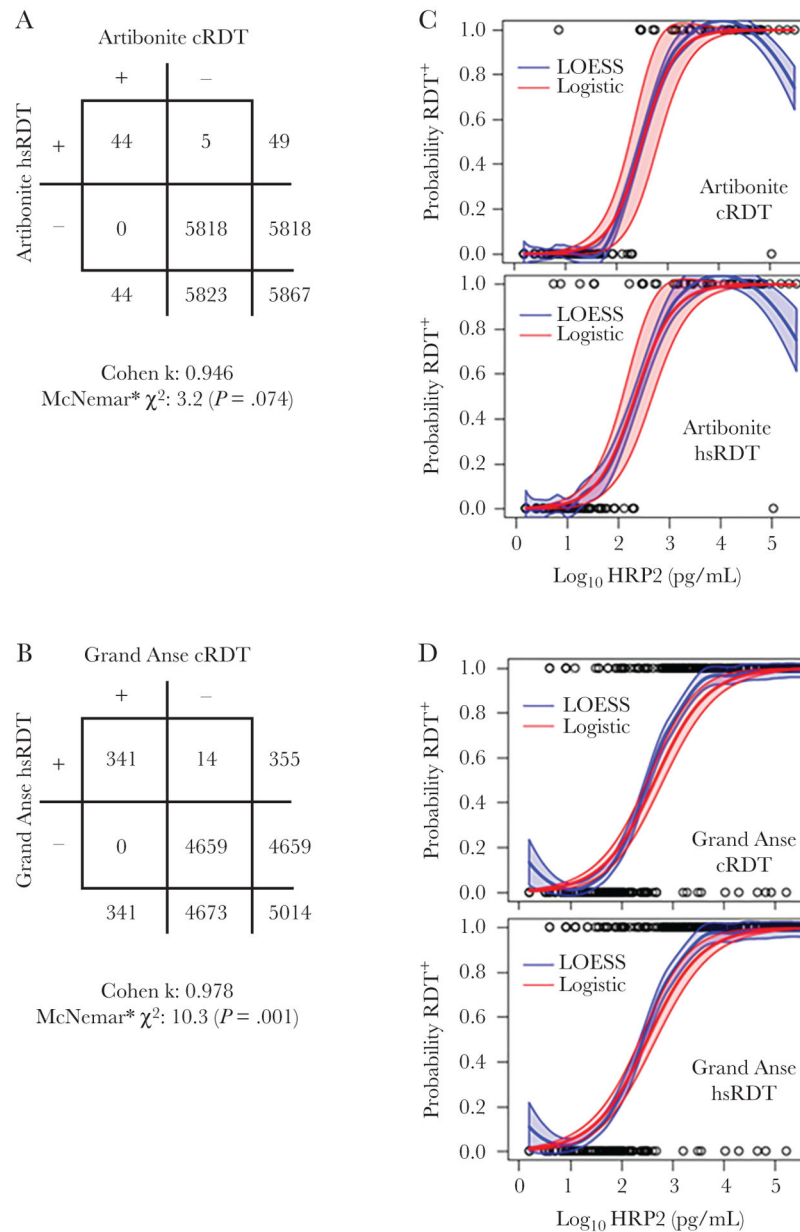 A
Artibonite cRDT
+ –
Artibonite hsRDT
+ 44 5 49
– 0 5818 5818
44 5823 5867
Cohen k: 0.946
McNemar* χ²: 3.2 (P = .074)
C
Probability RDT⁺
1.0
0.8
0.6
0.4
0.2
0.0
LOESS
Logistic
Artibonite
cRDT
Probability RDT⁺
1.0
0.8
0.6
0.4
0.2
0.0
LOESS
Logistic
Artibonite
hsRDT
0 1 2 3 4 5
Log₁₀ HRP2 (pg/mL)
B
Grand Anse cRDT
+ –
Grand Anse hsRDT
+ 341 14 355
– 0 4659 4659
341 4673 5014
Cohen k: 0.978
McNemar* χ²: 10.3 (P = .001)
D
Probability RDT⁺
1.0
0.8
0.6
0.4
0.2
0.0
LOESS
Logistic
Grand Anse
cRDT
Probability RDT⁺
1.0
0.8
0.6
0.4
0.2
0.0
LOESS
Logistic
Grand Anse
hsRDT
0 1 2 3 4 5
Log₁₀ HRP2 (pg/mL)